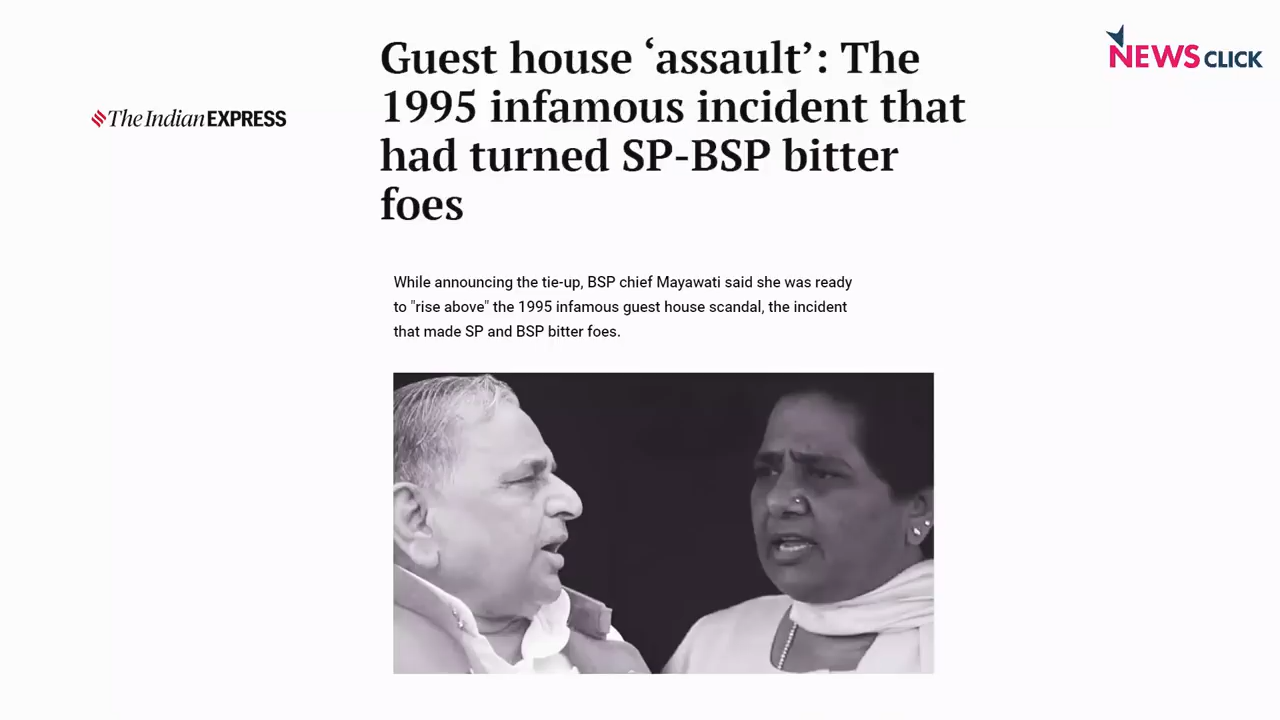 The Indian EXPRESS
NEWS CLICK
Guest house ‘assault’: The
1995 infamous incident that
had turned SP-BSP bitter
foes
While announcing the tie-up, BSP chief Mayawati said she was ready
to "rise above" the 1995 infamous guest house scandal, the incident
that made SP and BSP bitter foes.